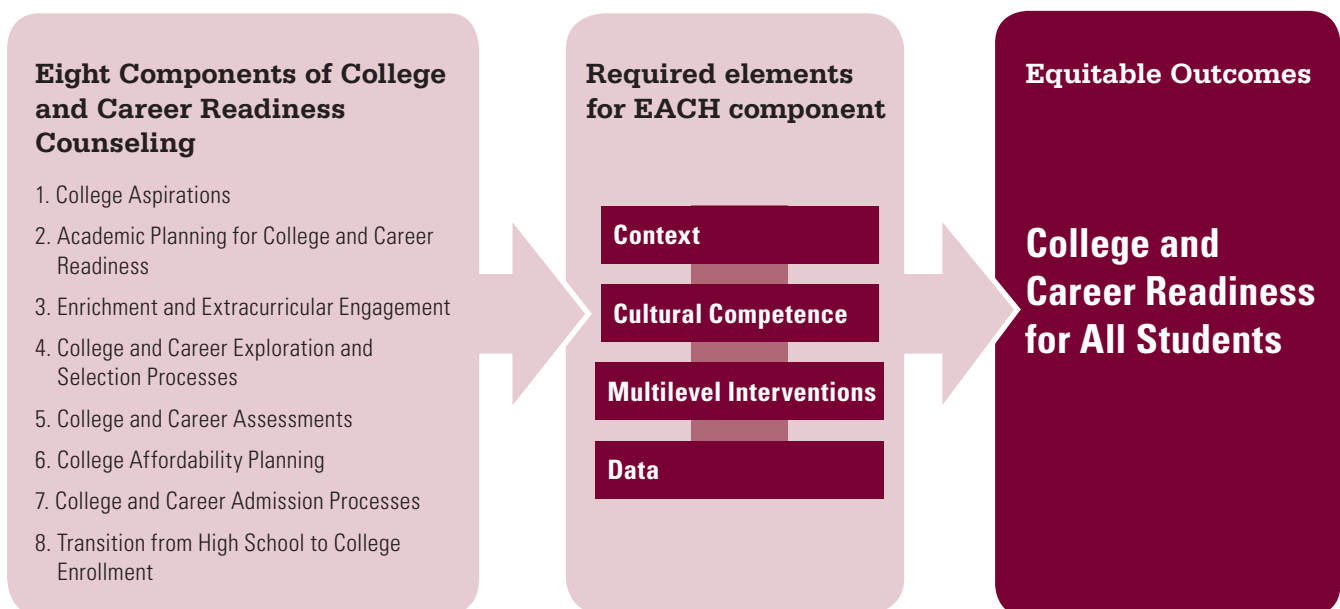 Eight Components of College
and Career Readiness
Counseling
1. College Aspirations
2. Academic Planning for College and Career
Readiness
3. Enrichment and Extracurricular Engagement
4. College and Career Exploration and
Selection Processes
5. College and Career Assessments
6. College Affordability Planning
7. College and Career Admission Processes
8. Transition from High School to College
Enrollment
Required elements
for EACH component
Context
Cultural Competence
Multilevel Interventions
Data
Equitable Outcomes
College and
Career Readiness
for All Students